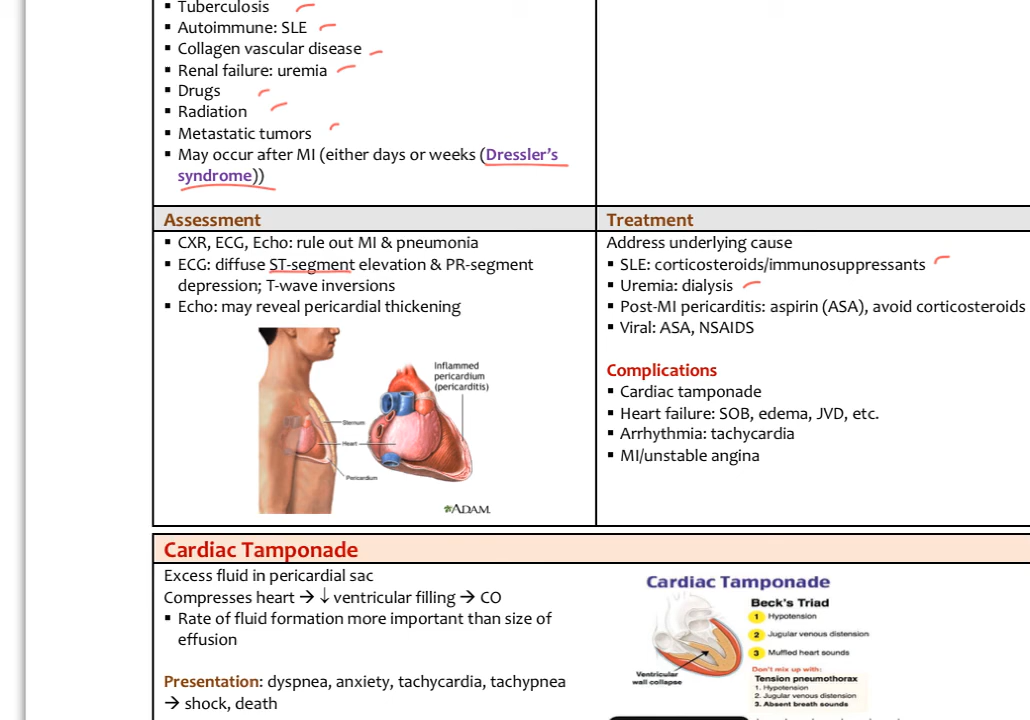 ▪ Tuberculosis
▪ Autoimmune: SLE
▪ Collagen vascular disease
▪ Renal failure: uremia
▪ Drugs
▪ Radiation
▪ Metastatic tumors
▪ May occur after MI (either days or weeks (Dressler's
syndrome))
Assessment
▪ CXR, ECG, Echo: rule out MI & pneumonia
▪ ECG: diffuse ST-segment elevation & PR-segment
depression; T-wave inversions
▪ Echo: may reveal pericardial thickening
Inflammed
pericardium
(pericarditis)
Sternum
Heart
Pericardium
ADAM
Treatment
Address underlying cause
▪ SLE: corticosteroids/immunosuppressants
▪ Uremia: dialysis
▪ Post-MI pericarditis: aspirin (ASA), avoid corticosteroids
▪ Viral: ASA, NSAIDS
Complications
▪ Cardiac tamponade
▪ Heart failure: SOB, edema, JVD, etc.
▪ Arrhythmia: tachycardia
▪ MI/unstable angina
Cardiac Tamponade
Excess fluid in pericardial sac
Compresses heart → ↓ ventricular filling → CO
▪ Rate of fluid formation more important than size of
effusion
Presentation: dyspnea, anxiety, tachycardia, tachypnea
→ shock, death
Cardiac Tamponade
Beck's Triad
1 Hypotension
2 Jugular venous distension
3 Muffled heart sounds
Ventricular
wall collapse
Don't mix up with:
Tension pneumothorax
1. Hypotension
2. Jugular venous distension
3. Absent breath sounds